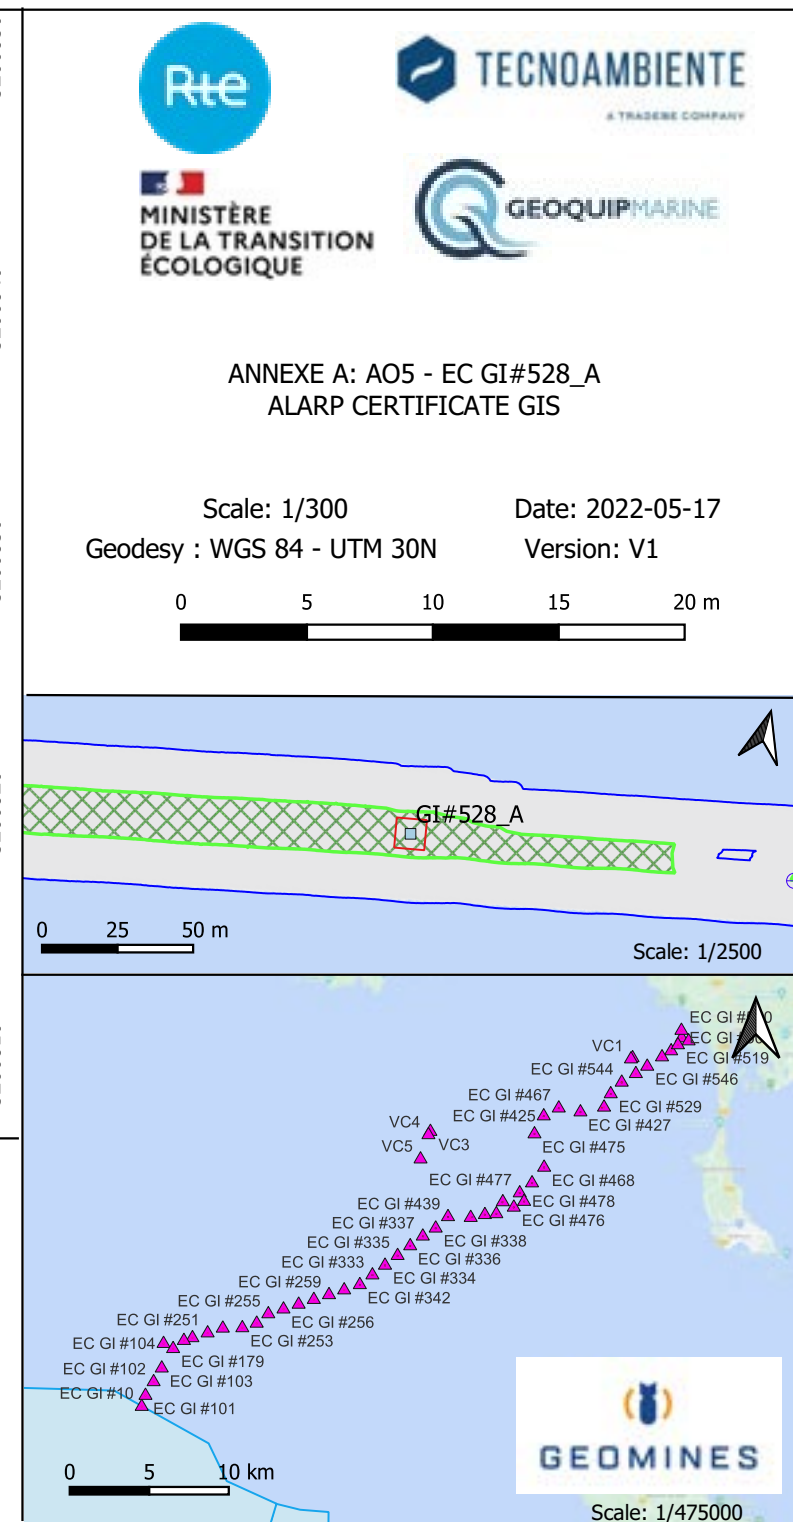 Rte
TECNOAMBIENTE
A TRADEBE COMPANY
MINISTÈRE
DE LA TRANSITION
ÉCOLOGIQUE
GEOQUIPMARINE
ANNEXE A: AO5 - EC GI#528_A
ALARP CERTIFICATE GIS
Scale: 1/300
Date: 2022-05-17
Geodesy : WGS 84 - UTM 30N
Version: V1
0 5 10 15 20 m
GI#528_A
0 25 50 m
Scale: 1/2500
EC GI #519
VC1
EC GI #544
EC GI #546
EC GI #467
EC GI #529
EC GI #425
EC GI #427
VC4
VC3
VC5
EC GI #475
EC GI #477
EC GI #468
EC GI #439
EC GI #478
EC GI #337
EC GI #476
EC GI #335
EC GI #338
EC GI #333
EC GI #336
EC GI #259
EC GI #334
EC GI #255
EC GI #342
EC GI #251
EC GI #256
EC GI #104
EC GI #253
EC GI #102
EC GI #179
EC GI #103
EC GI #10
EC GI #101
0 5 10 km
GEOMINES
Scale: 1/475000